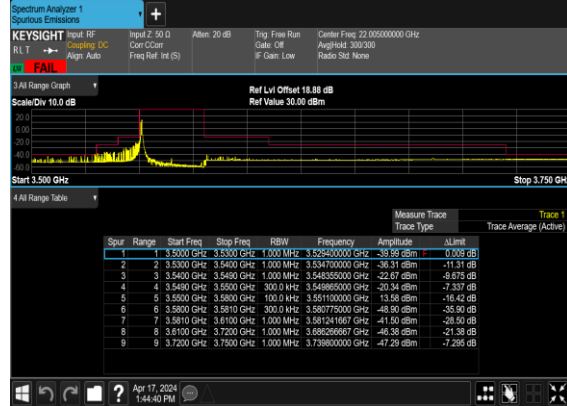 Spectrum Analyzer 1
Spurious Emissions
+
KEYSIGHT Input: RF Input Z: 50 Ω Atten: 20 dB Trig: Free Run Center Freq: 22.005000000 GHz
RLT Coupling: DC Corr CCorr Gate: Off Avg|Hold: 300/300
Align: Auto Freq Ref: Int (S) IF Gain: Low Radio Std: None
FAIL
3 All Range Graph
Ref Lvl Offset 18.88 dB
Scale/Div 10.0 dB Ref Value 30.00 dBm
20.0
0.00
-20.0
-40.0
-60.0
Start 3.500 GHz Stop 3.750 GHz
4 All Range Table
Measure Trace Trace 1
Trace Type Trace Average (Active)
Spur Range Start Freq Stop Freq RBW Frequency Amplitude ΔLimit
1 1 3.5000 GHz 3.5300 GHz 1.000 MHz 3.529400000 GHz -39.99 dBm F 0.009 dB
2 2 3.5300 GHz 3.5400 GHz 1.000 MHz 3.534700000 GHz -36.31 dBm -11.31 dB
3 3 3.5400 GHz 3.5490 GHz 1.000 MHz 3.548355000 GHz -22.67 dBm -9.675 dB
4 4 3.5490 GHz 3.5500 GHz 300.0 kHz 3.549865000 GHz -20.34 dBm -7.337 dB
5 5 3.5500 GHz 3.5800 GHz 100.0 kHz 3.551100000 GHz 13.58 dBm -16.42 dB
6 6 3.5800 GHz 3.5810 GHz 300.0 kHz 3.580775000 GHz -48.90 dBm -35.90 dB
7 7 3.5810 GHz 3.6100 GHz 1.000 MHz 3.581241667 GHz -41.50 dBm -28.50 dB
8 8 3.6100 GHz 3.7200 GHz 1.000 MHz 3.686266667 GHz -46.38 dBm -21.38 dB
9 9 3.7200 GHz 3.7500 GHz 1.000 MHz 3.739800000 GHz -47.29 dBm -7.295 dB
? Apr 17, 2024
1:44:40 PM